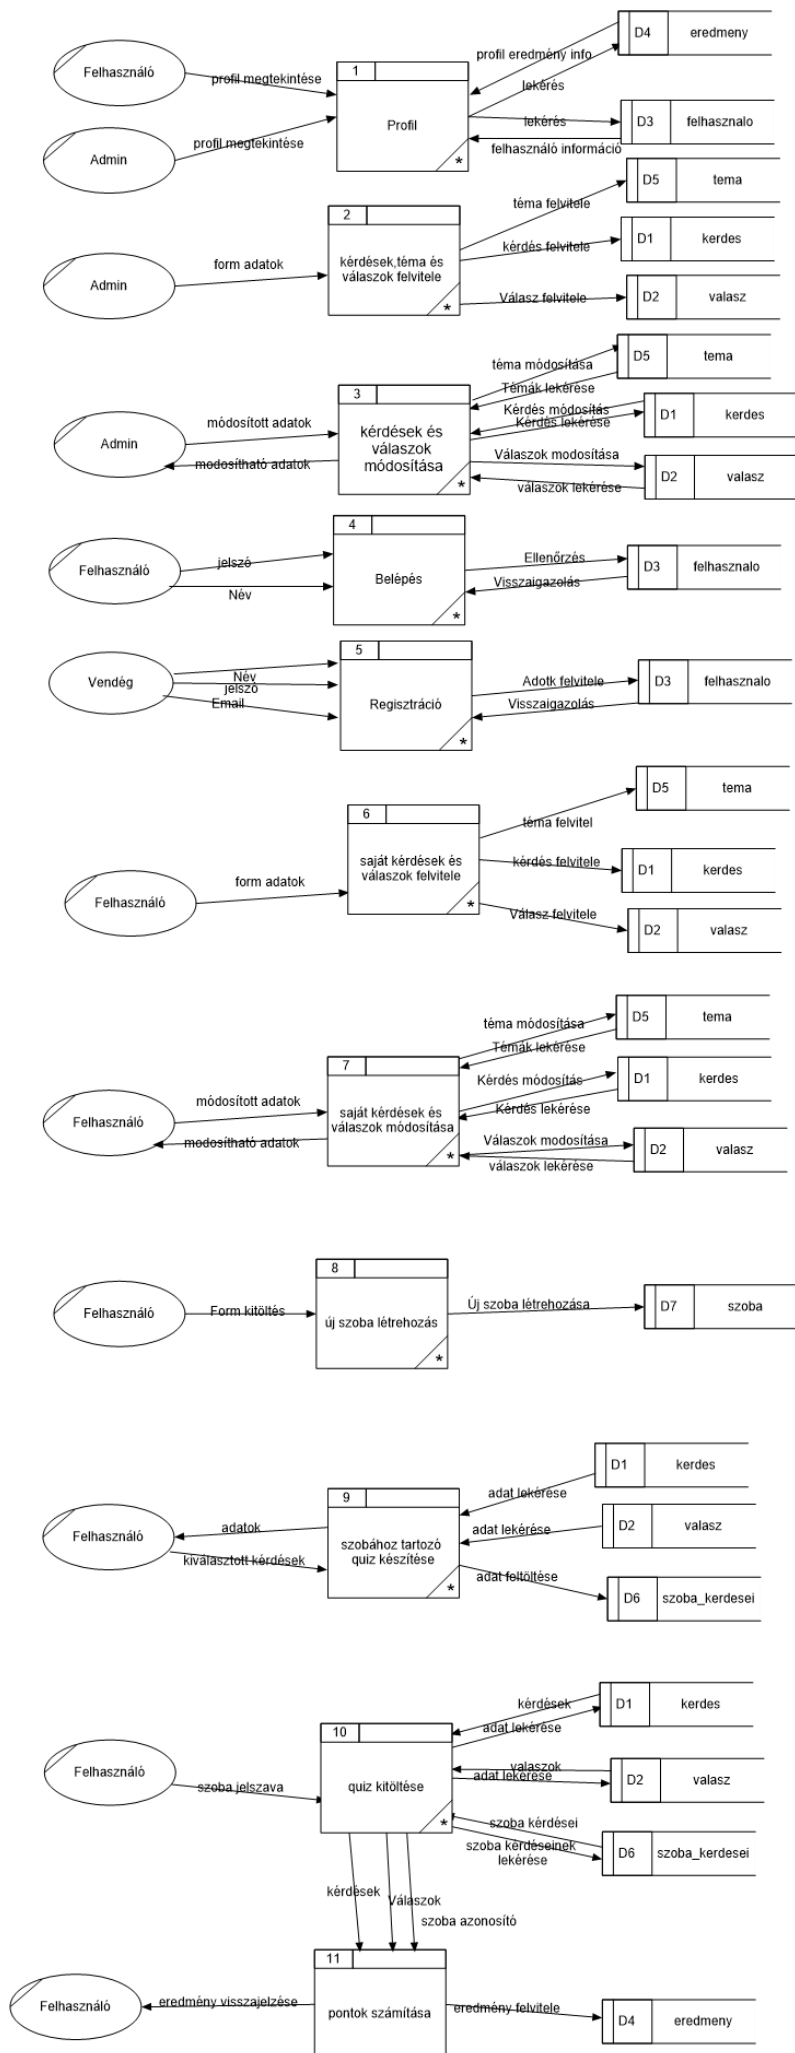 Felhasználó
profil megtekintése
Admin
profil megtekintése
1
Profil
*
profil eredmény info
lekérés
D4
eredmeny
lekérés
felhasználó információ
D3
felhasznalo
Admin
form adatok
2
kérdések,téma és
válaszok felvitele
*
téma felvitele
D5
tema
kérdés felvitele
D1
kerdes
Válasz felvitele
D2
valasz
Admin
módosított adatok
modosítható adatok
3
kérdések és
válaszok
módosítása
*
téma módosítása
Témák lekérése
D5
tema
Kérdés módosítás
Kérdés lekérése
D1
kerdes
Válaszok modosítása
válaszok lekérése
D2
valasz
Felhasználó
jelszó
Név
4
Belépés
*
Ellenőrzés
Visszaigazolás
D3
felhasznalo
Vendég
Név
jelszó
Email
5
Regisztráció
*
Adotk felvitele
Visszaigazolás
D3
felhasznalo
Felhasználó
form adatok
6
saját kérdések és
válaszok felvitele
*
téma felvitel
D5
tema
kérdés felvitele
D1
kerdes
Válasz felvitele
D2
valasz
Felhasználó
módosított adatok
modosítható adatok
7
saját kérdések és
válaszok módosítása
*
téma módosítása
Témák lekérése
D5
tema
Kérdés módosítás
Kérdés lekérése
D1
kerdes
Válaszok modosítása
válaszok lekérése
D2
valasz
Felhasználó
Form kitöltés
8
új szoba létrehozás
*
Új szoba létrehozása
D7
szoba
Felhasználó
adatok
kiválasztott kérdések
9
szobához tartozó
quiz készítése
*
adat lekérése
D1
kerdes
adat lekérése
D2
valasz
adat feltöltése
D6
szoba_kerdesei
Felhasználó
szoba jelszava
10
quiz kitöltése
*
kérdések
adat lekérése
D1
kerdes
valaszok
adat lekérése
D2
valasz
szoba kérdései
szoba kérdéseinek
lekérése
D6
szoba_kerdesei
kérdések
Válaszok
szoba azonosító
Felhasználó
eredmény visszajelzése
11
pontok számítása
eredmény felvitele
D4
eredmeny